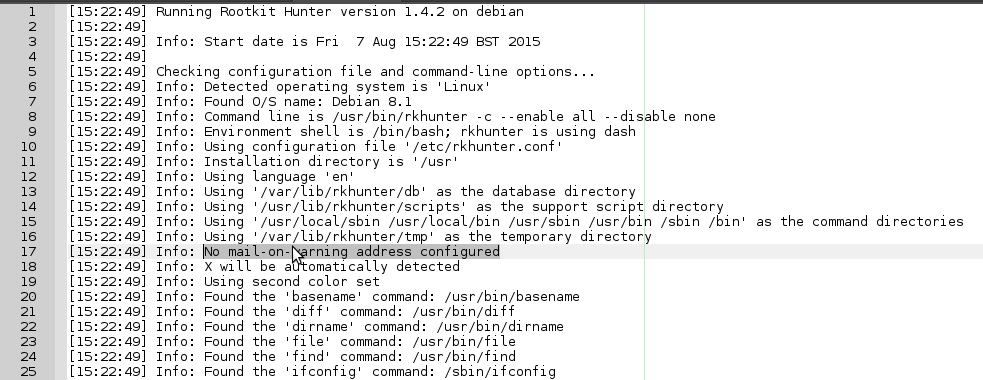 1 [15:22:49] Running Rootkit Hunter version 1.4.2 on debian
2 [15:22:49]
3 [15:22:49] Info: Start date is Fri  7 Aug 15:22:49 BST 2015
4 [15:22:49]
5 [15:22:49] Checking configuration file and command-line options...
6 [15:22:49] Info: Detected operating system is 'Linux'
7 [15:22:49] Info: Found O/S name: Debian 8.1
8 [15:22:49] Info: Command line is /usr/bin/rkhunter -c --enable all --disable none
9 [15:22:49] Info: Environment shell is /bin/bash; rkhunter is using dash
10 [15:22:49] Info: Using configuration file '/etc/rkhunter.conf'
11 [15:22:49] Info: Installation directory is '/usr'
12 [15:22:49] Info: Using language 'en'
13 [15:22:49] Info: Using '/var/lib/rkhunter/db' as the database directory
14 [15:22:49] Info: Using '/usr/lib/rkhunter/scripts' as the support script directory
15 [15:22:49] Info: Using '/usr/local/sbin /usr/local/bin /usr/sbin /usr/bin /sbin /bin' as the command directories
16 [15:22:49] Info: Using '/var/lib/rkhunter/tmp' as the temporary directory
17 [15:22:49] Info: No mail-on-warning address configured
18 [15:22:49] Info: X will be automatically detected
19 [15:22:49] Info: Using second color set
20 [15:22:49] Info: Found the 'basename' command: /usr/bin/basename
21 [15:22:49] Info: Found the 'diff' command: /usr/bin/diff
22 [15:22:49] Info: Found the 'dirname' command: /usr/bin/dirname
23 [15:22:49] Info: Found the 'file' command: /usr/bin/file
24 [15:22:49] Info: Found the 'find' command: /usr/bin/find
25 [15:22:49] Info: Found the 'ifconfig' command: /sbin/ifconfig